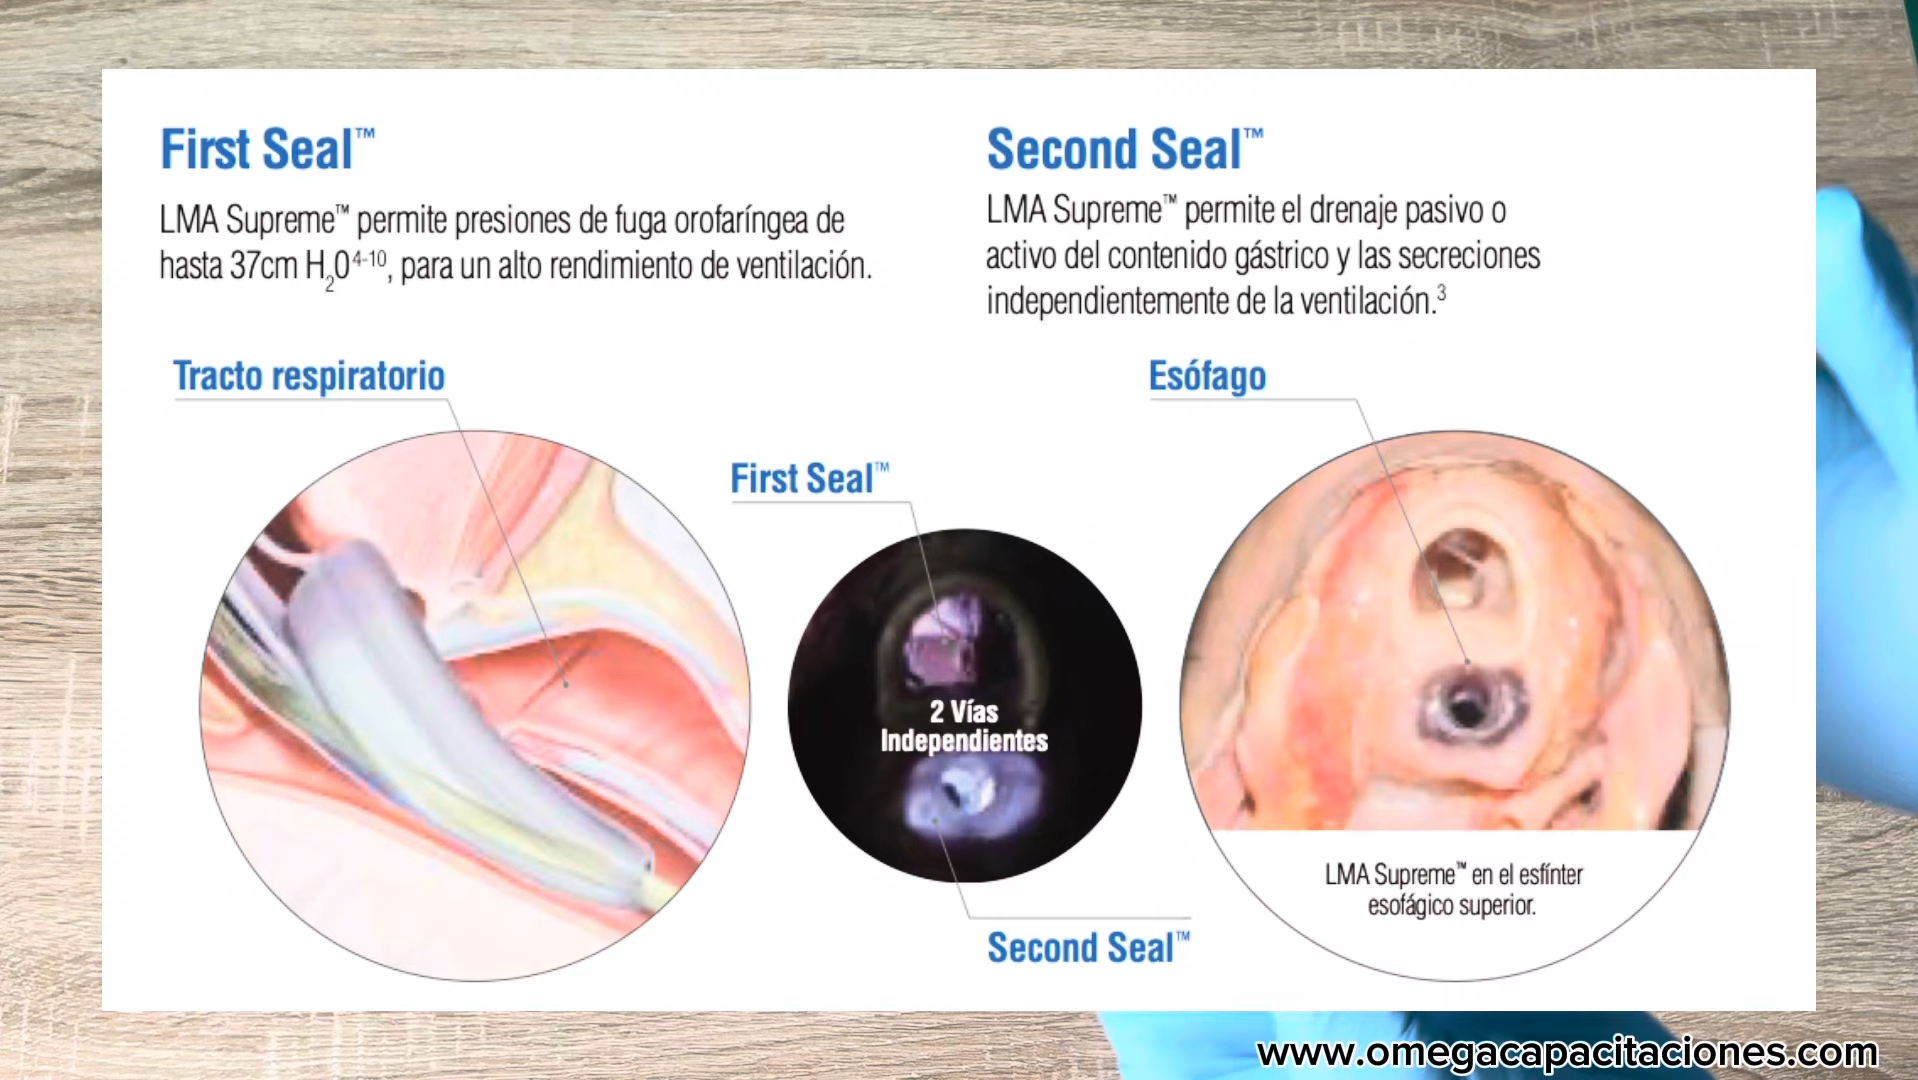 First Seal™
LMA Supreme™ permite presiones de fuga orofaríngea de
hasta 37cm H₂0⁴⁻¹⁰, para un alto rendimiento de ventilación.
Second Seal™
LMA Supreme™ permite el drenaje pasivo o
activo del contenido gástrico y las secreciones
independientemente de la ventilación.³
Tracto respiratorio
First Seal™
2 Vías
Independientes
Second Seal™
Esófago
LMA Supreme™ en el esfínter
esofágico superior.
www.omegacapacitaciones.com